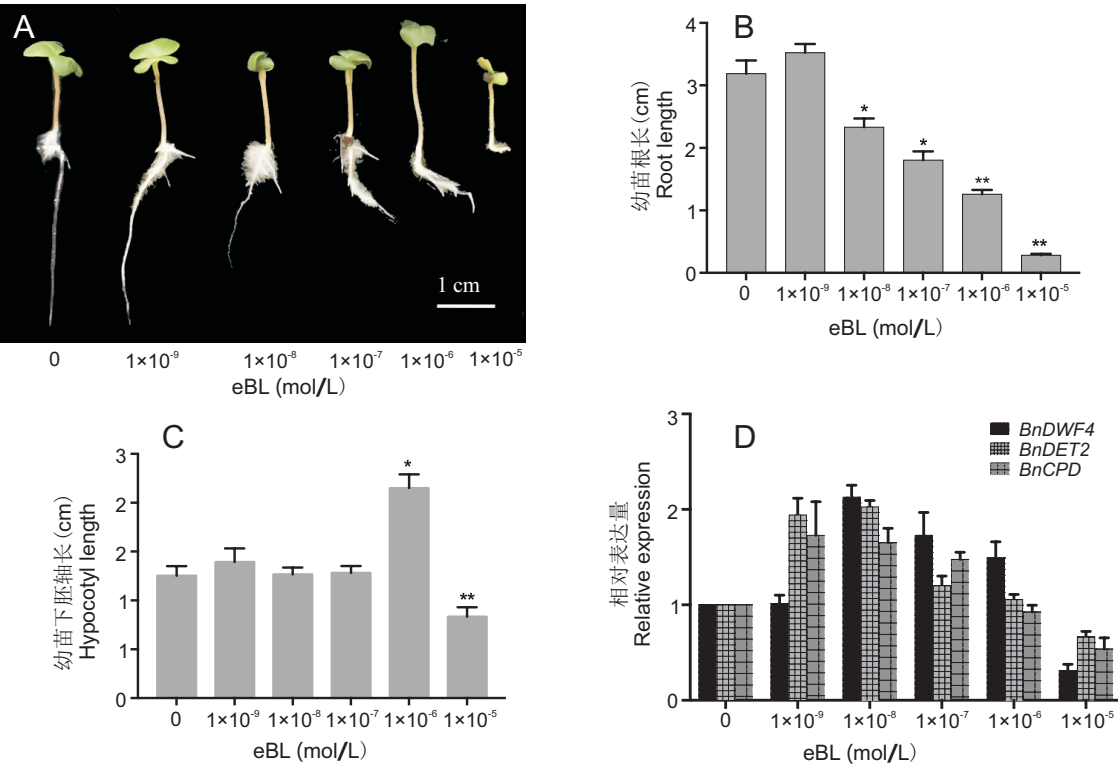 A
1 cm
0 1×10⁻⁹ 1×10⁻⁸ 1×10⁻⁷ 1×10⁻⁶ 1×10⁻⁵
eBL (mol/L)
B
幼苗根长(cm)
Root length
4
3
2
1
0
0 1×10⁻⁹ 1×10⁻⁸ 1×10⁻⁷ 1×10⁻⁶ 1×10⁻⁵
* * ** **
eBL (mol/L)
C
幼苗下胚轴长(cm)
Hypocotyl length
3
2
2
1
1
0
* **
0 1×10⁻⁹ 1×10⁻⁸ 1×10⁻⁷ 1×10⁻⁶ 1×10⁻⁵
eBL (mol/L)
D
BnDWF4
BnDET2
BnCPD
相对表达量
Relative expression
3
2
1
0
0 1×10⁻⁹ 1×10⁻⁸ 1×10⁻⁷ 1×10⁻⁶ 1×10⁻⁵
eBL (mol/L)